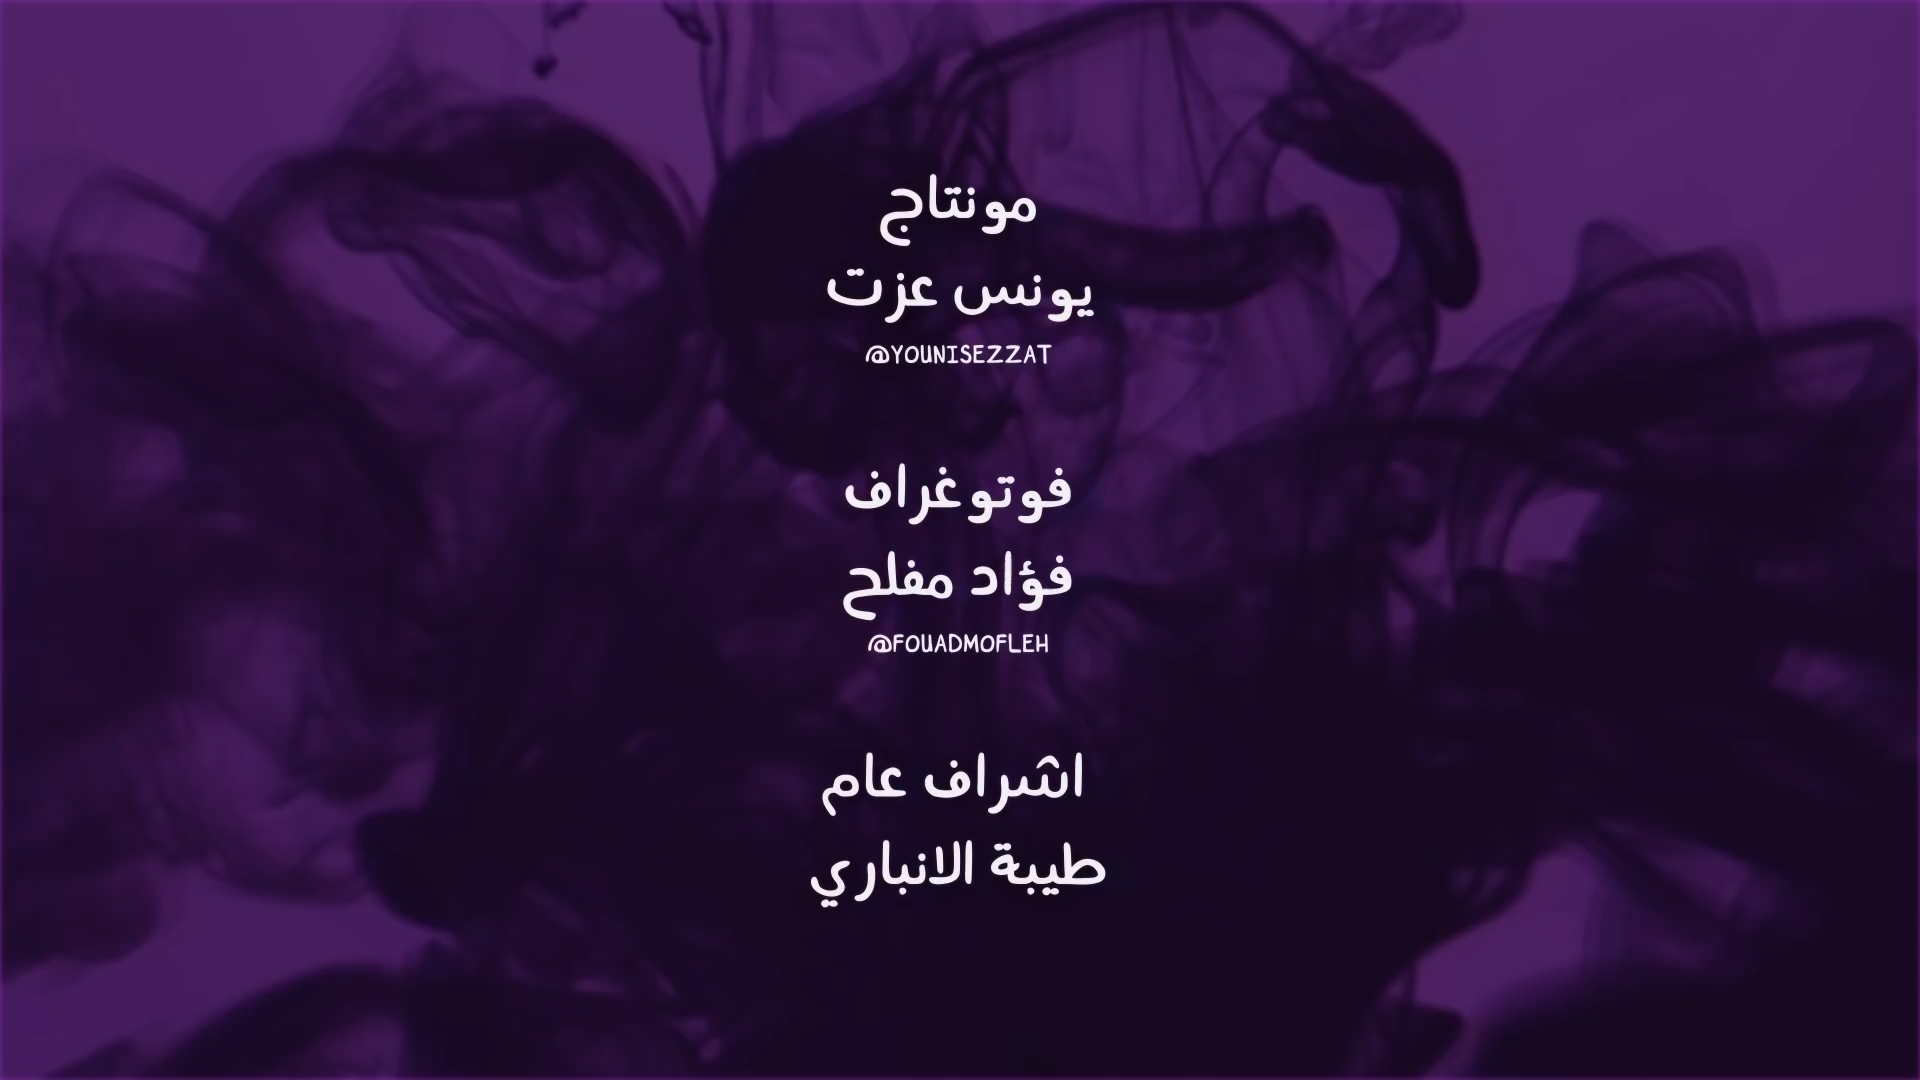 مونتاج
يونس عزت
@YOUNISEZZAT
فوتوغراف
فؤاد مفلح
@FOUADMOFLEH
اشراف عام
طيبة الانباري